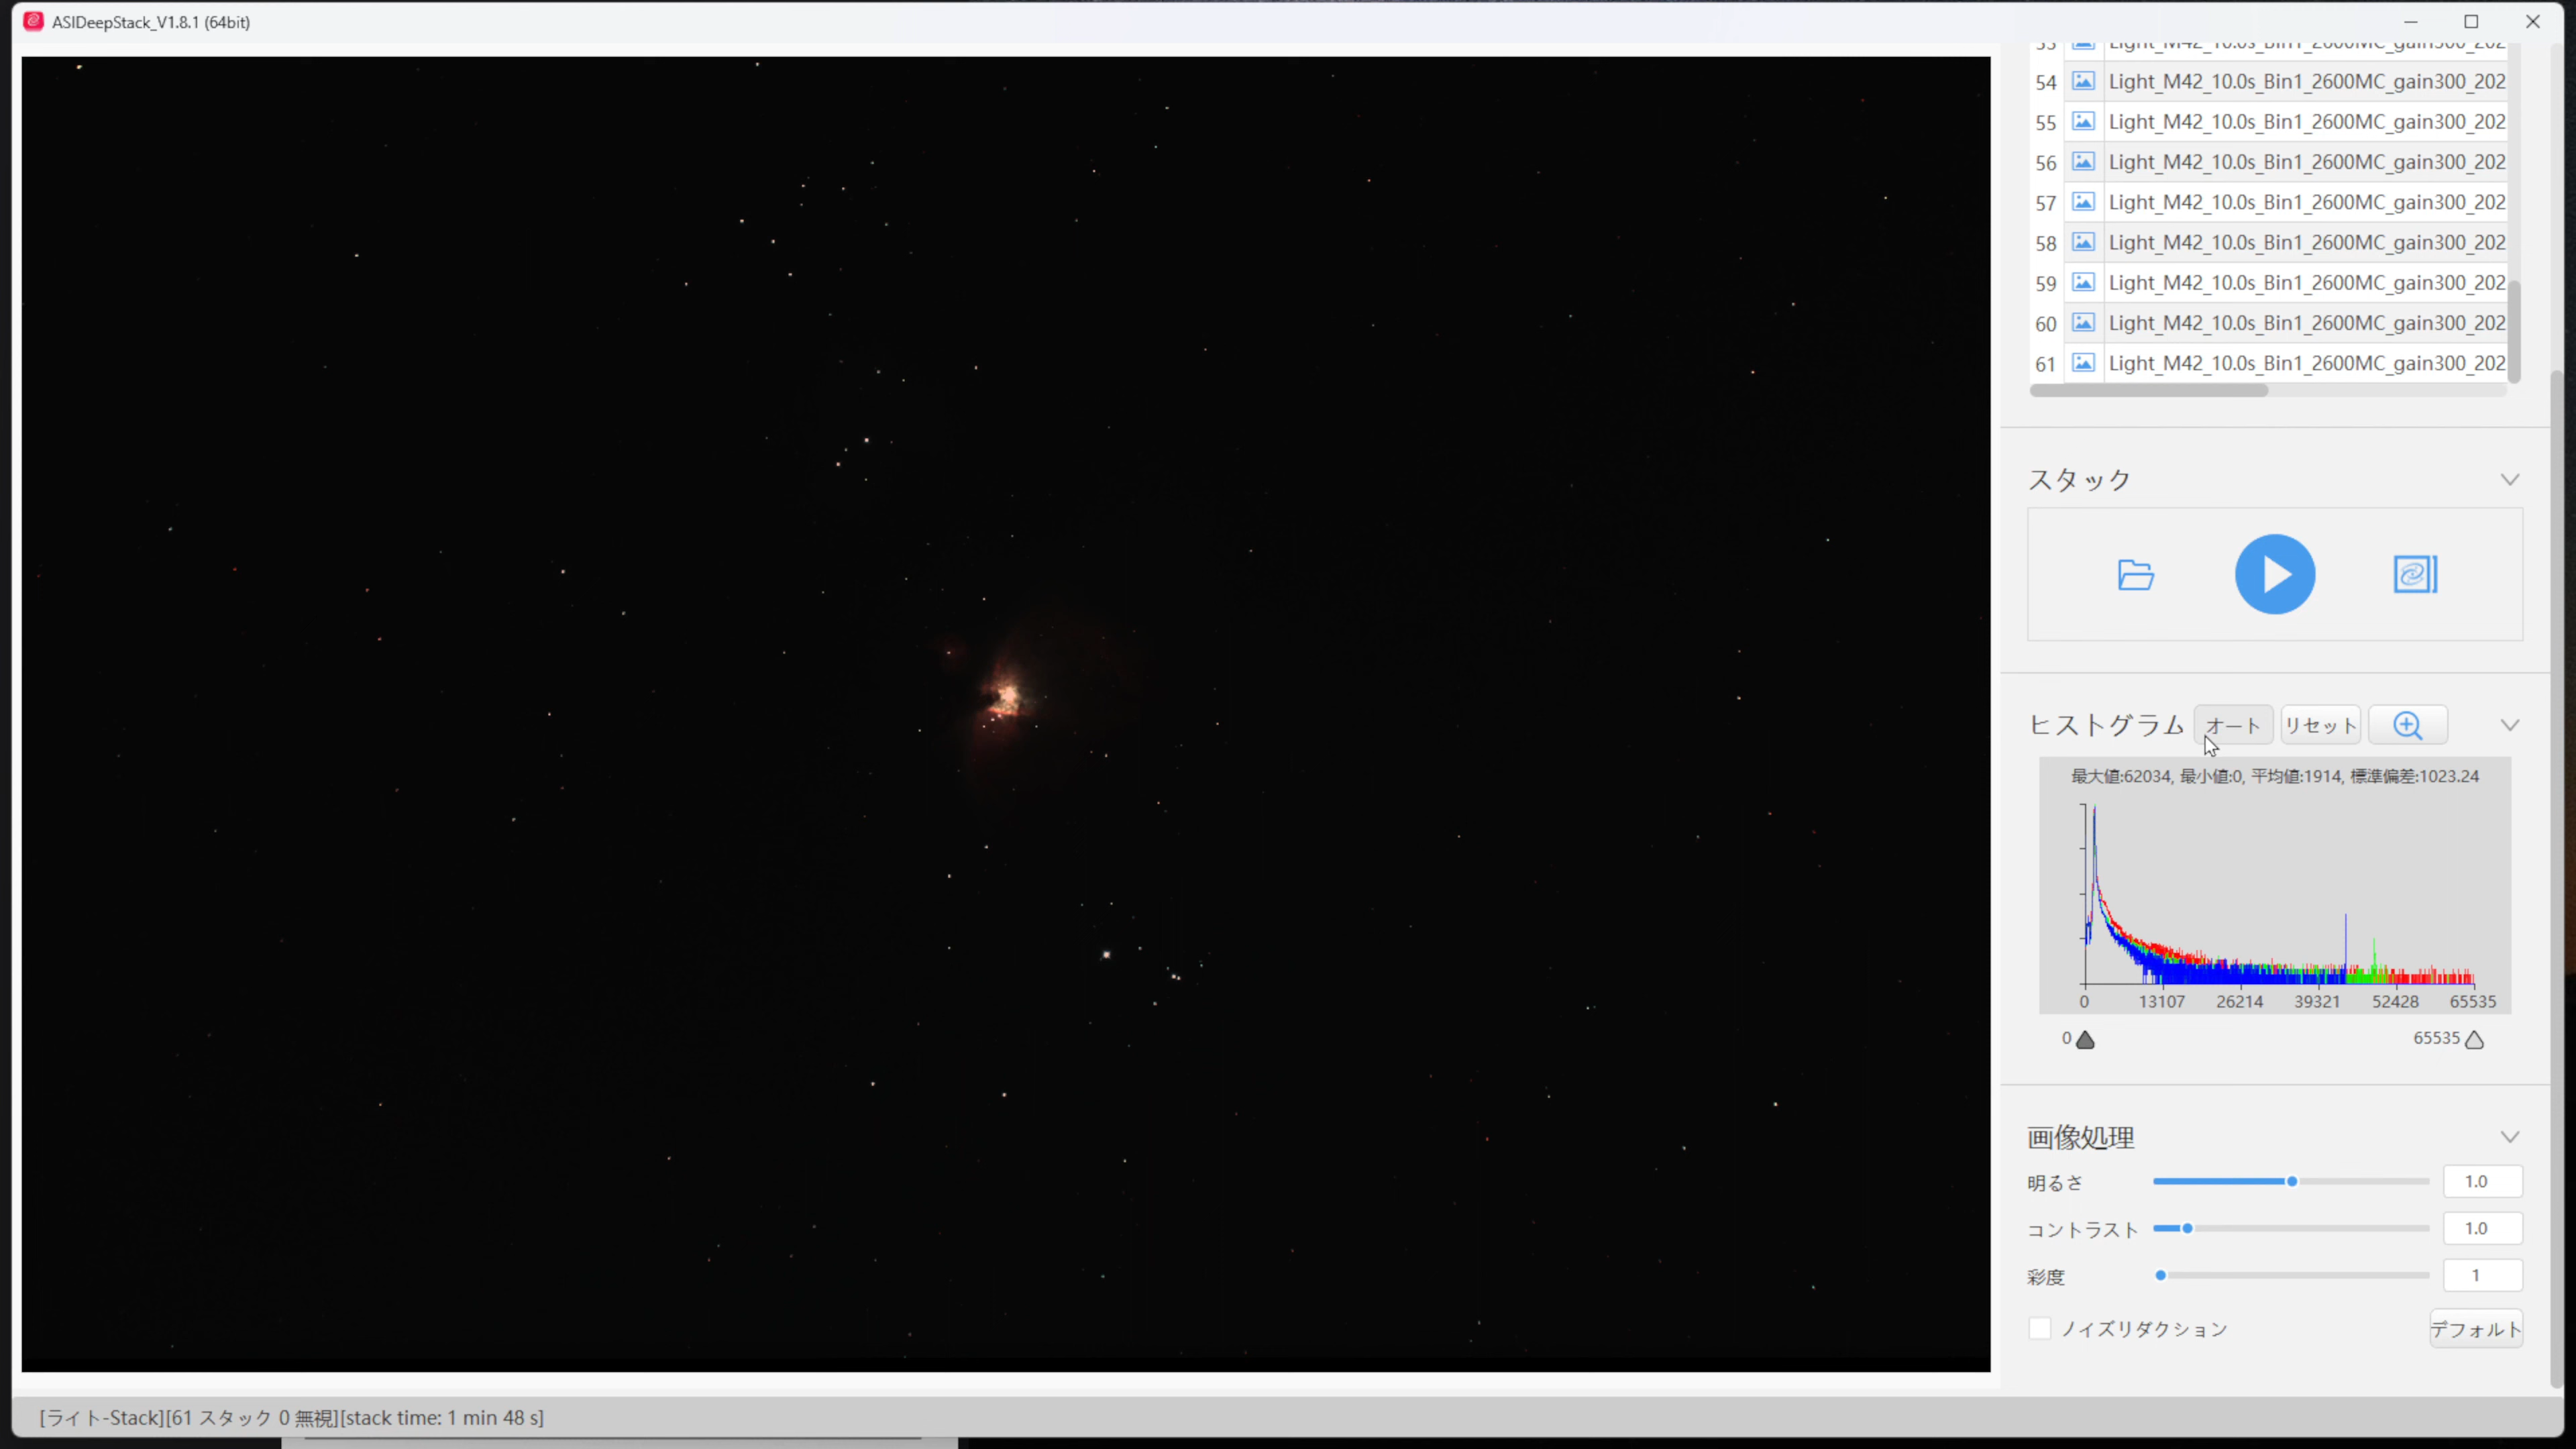 ASIDeepStack_V1.8.1 (64bit)
54 Light_M42_10.0s_Bin1_2600MC_gain300_202
55 Light_M42_10.0s_Bin1_2600MC_gain300_202
56 Light_M42_10.0s_Bin1_2600MC_gain300_202
57 Light_M42_10.0s_Bin1_2600MC_gain300_202
58 Light_M42_10.0s_Bin1_2600MC_gain300_202
59 Light_M42_10.0s_Bin1_2600MC_gain300_202
60 Light_M42_10.0s_Bin1_2600MC_gain300_202
61 Light_M42_10.0s_Bin1_2600MC_gain300_202
スタック
ヒストグラム オート リセット
最大値:62034, 最小値:0, 平均値:1914, 標準偏差:1023.24
0 13107 26214 39321 52428 65535
0 65535
画像処理
明るさ 1.0
コントラスト 1.0
彩度 1
ノイズリダクション デフォルト
[ライト-Stack][61 スタック 0 無視][stack time: 1 min 48 s]